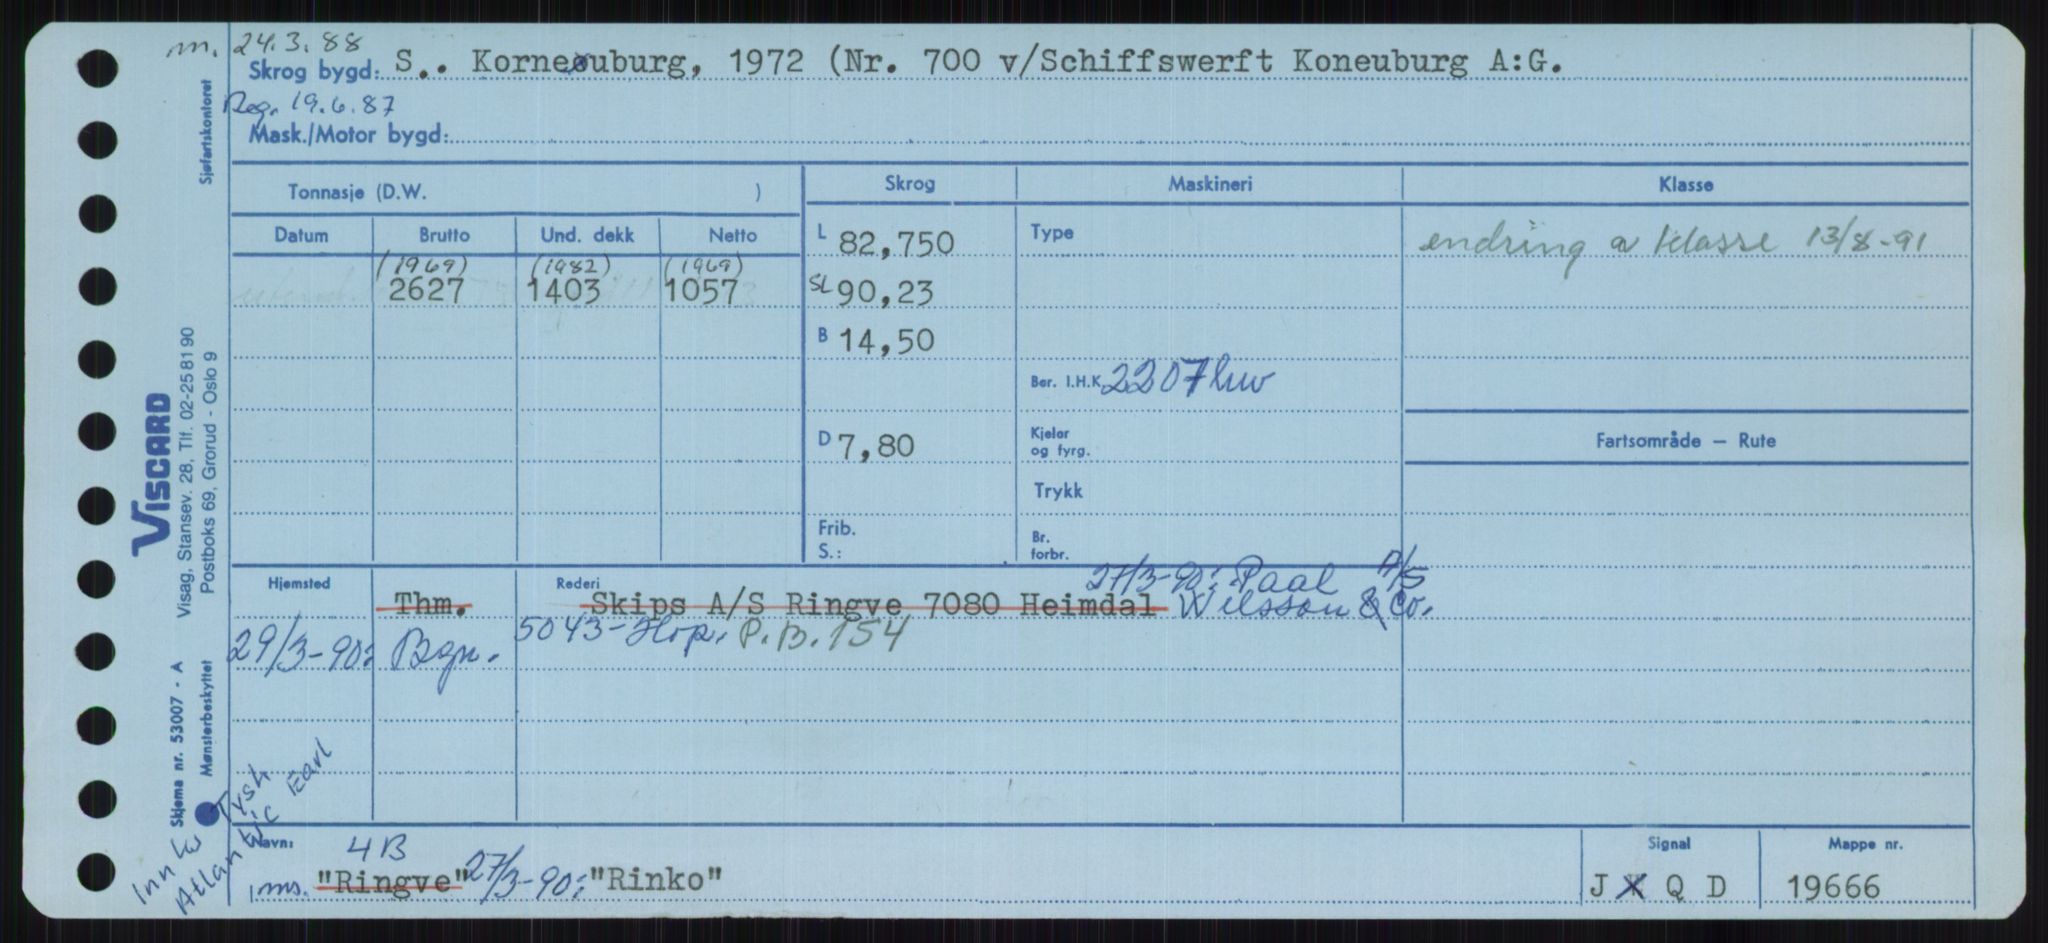 m. 24.3.88
Skrog bygd: S.. Korneouburg, 1972 (Nr. 700 v/Schiffswerft Koneuburg A:G.
Reg. 19.6.87
Mask./Motor bygd:
Sjøfartskontoret
Tonnasje (D.W. )
Skrog
Maskineri
Klasse
Datum Brutto Und. dekk Netto
L 82,750
Type
endring av klasse 13/8-91
(1969) (1982) (1969)
2627 1403 1057
SL 90,23
B 14,50
Ber. I.H.K. 2207 kw
D 7,80
Kjeler
og fyrg.
Fartsområde — Rute
Trykk
Frib.
S.:
Br.
forbr.
VISCARD
Visag, Stansev. 28, Tlf. 02-25 81 90
Postboks 69, Grorud - Oslo 9
Hjemsted
Rederi
27/3-90: Paal A/S
Thm. Skips A/S Ringve 7080 Heimdal Wilsson & Co.
29/3-90: Bgn. 5043-Hop. P.B. 154
Skjema nr. 53007 - A
Mønsterbeskyttet
Inn fra Tysk
Atlantic Earl
Navn: 4B
ms. "Ringve" 27/3-90: "Rinko"
Signal
J X Q D
Mappe nr.
19666